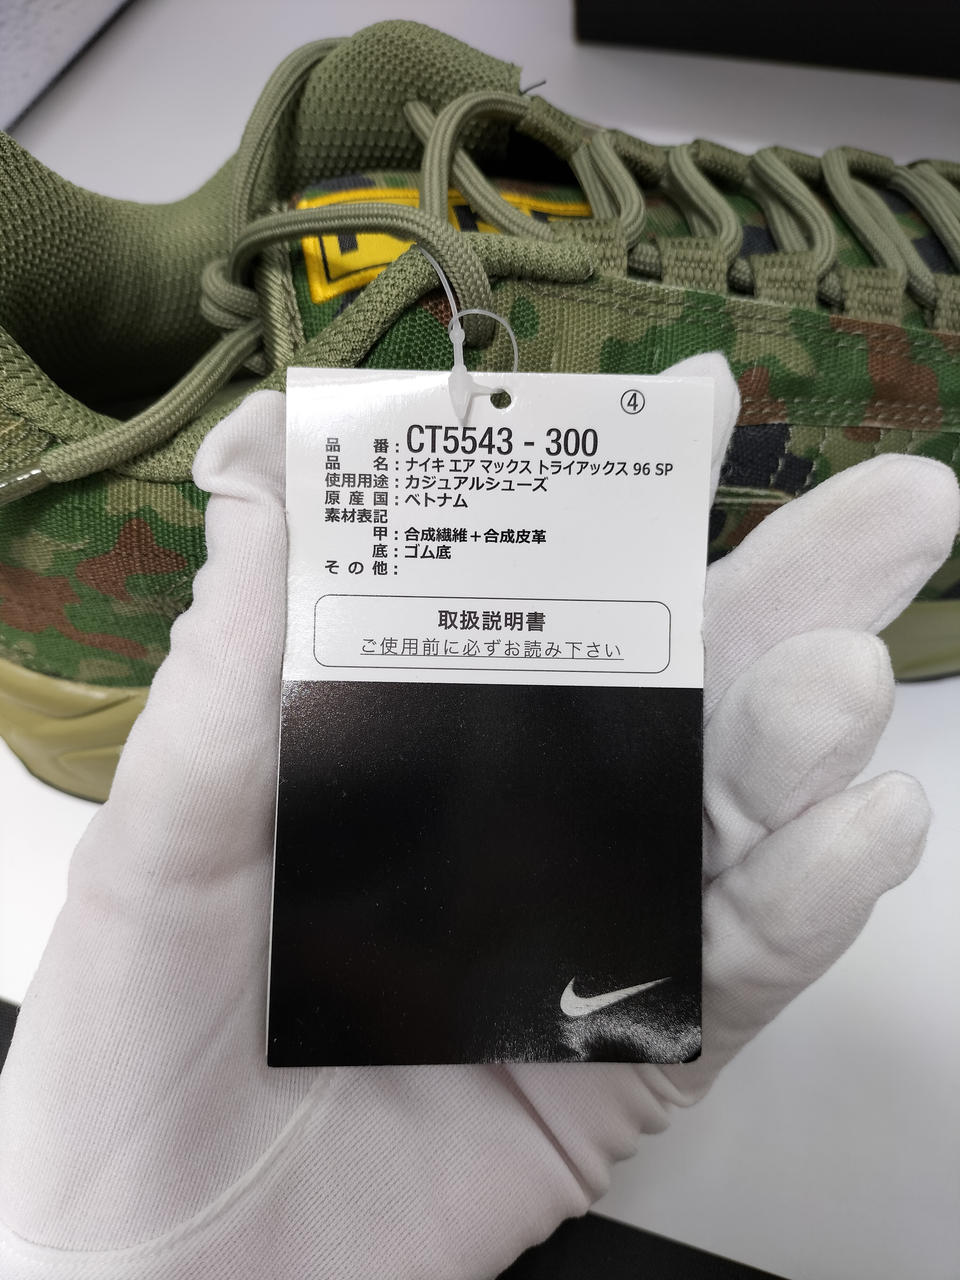 ④
品 番 : CT5543 - 300
品 名 : ナイキ エア マックス トライアックス 96 SP
使用用途 : カジュアルシューズ
原 産 国 : ベトナム
素材表記
甲 : 合成繊維+合成皮革
底 : ゴム底
そ の 他 :
取扱説明書
ご使用前に必ずお読み下さい